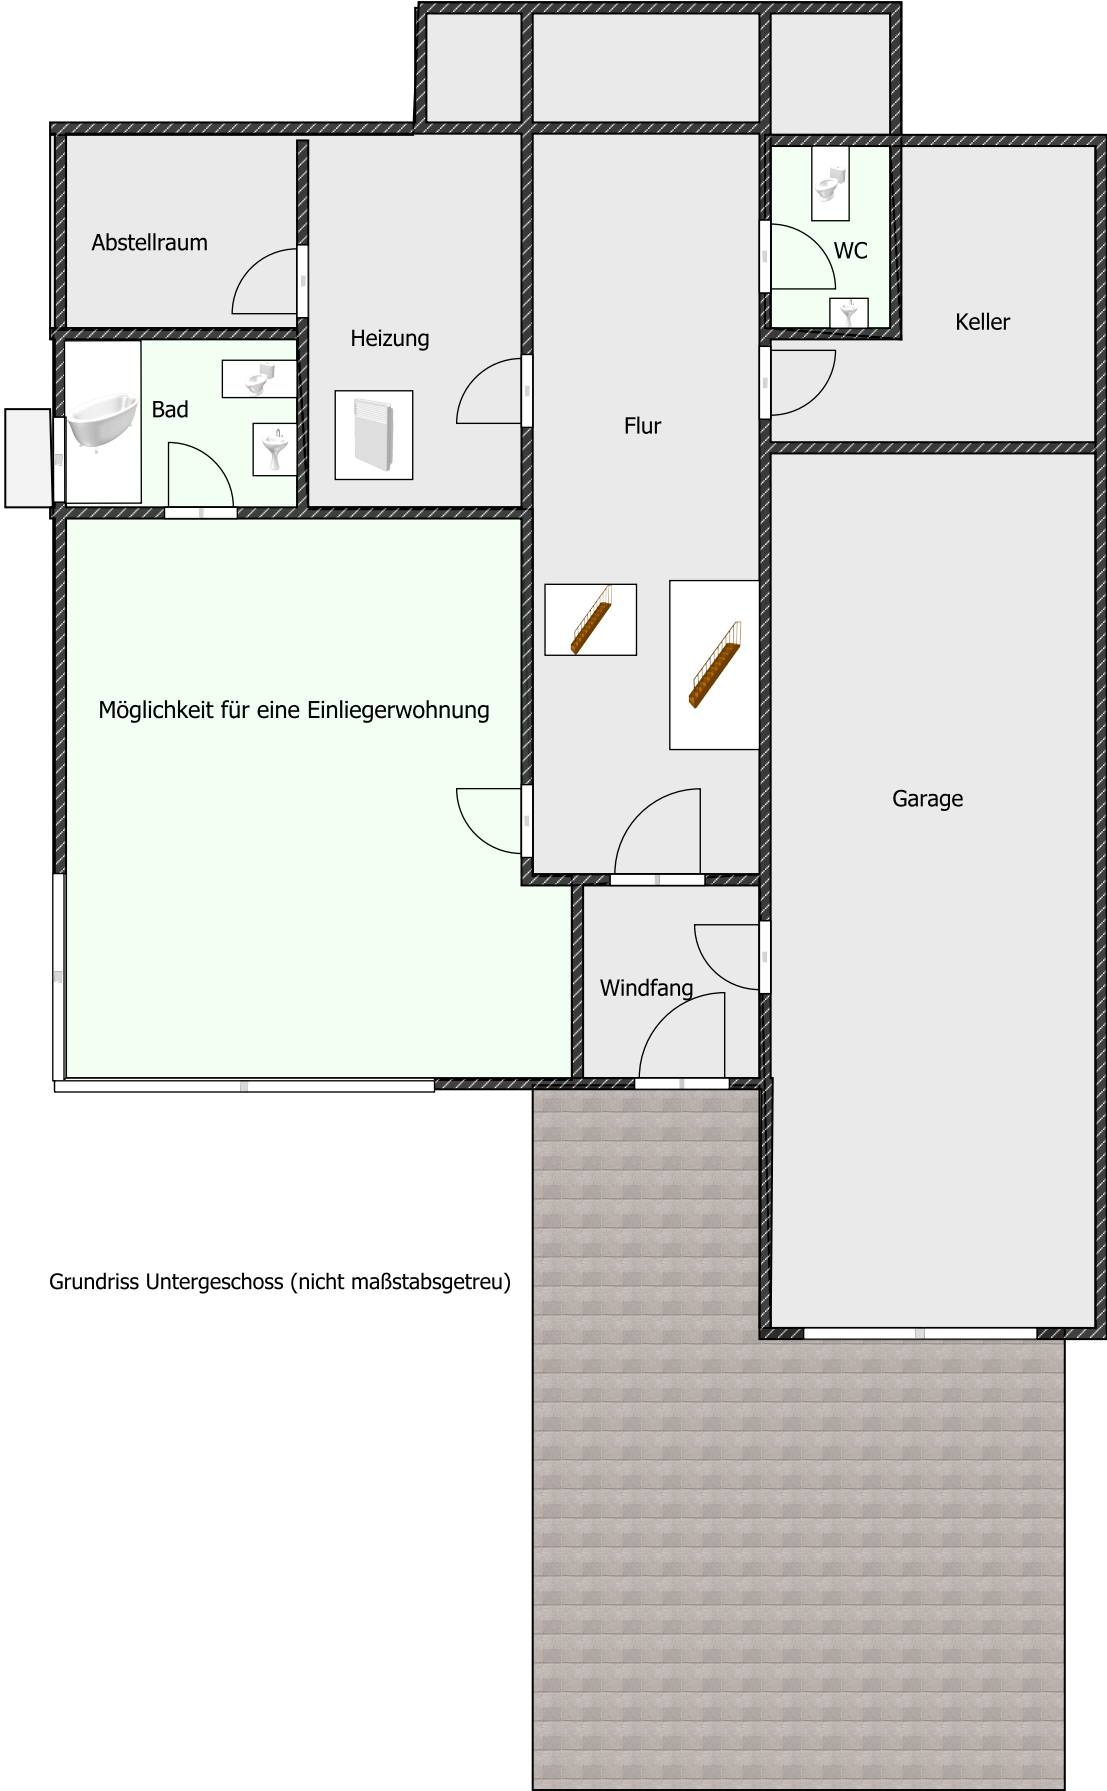 Abstellraum
WC
Keller
Heizung
Bad
Flur
Möglichkeit für eine Einliegerwohnung
Garage
Windfang
Grundriss Untergeschoss (nicht maßstabsgetreu)